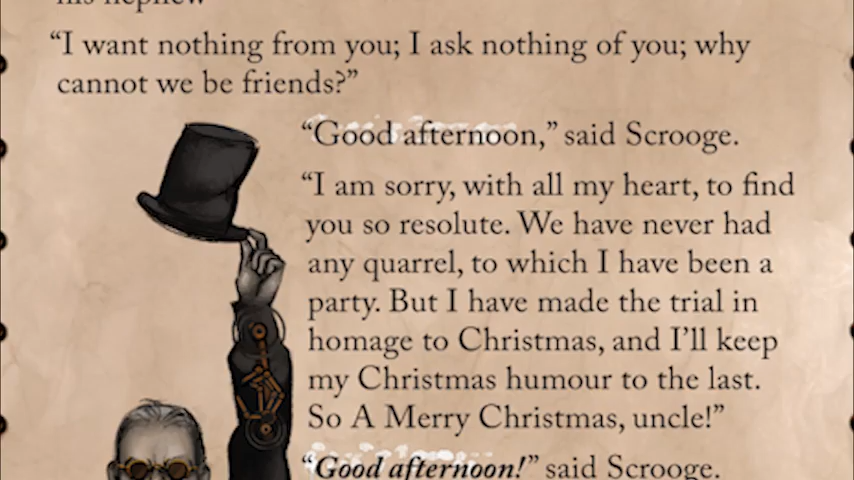 his nephew
“I want nothing from you; I ask nothing of you; why
cannot we be friends?”
“Good afternoon,” said Scrooge.
“I am sorry, with all my heart, to find
you so resolute. We have never had
any quarrel, to which I have been a
party. But I have made the trial in
homage to Christmas, and I’ll keep
my Christmas humour to the last.
So A Merry Christmas, uncle!”
“Good afternoon!” said Scrooge.